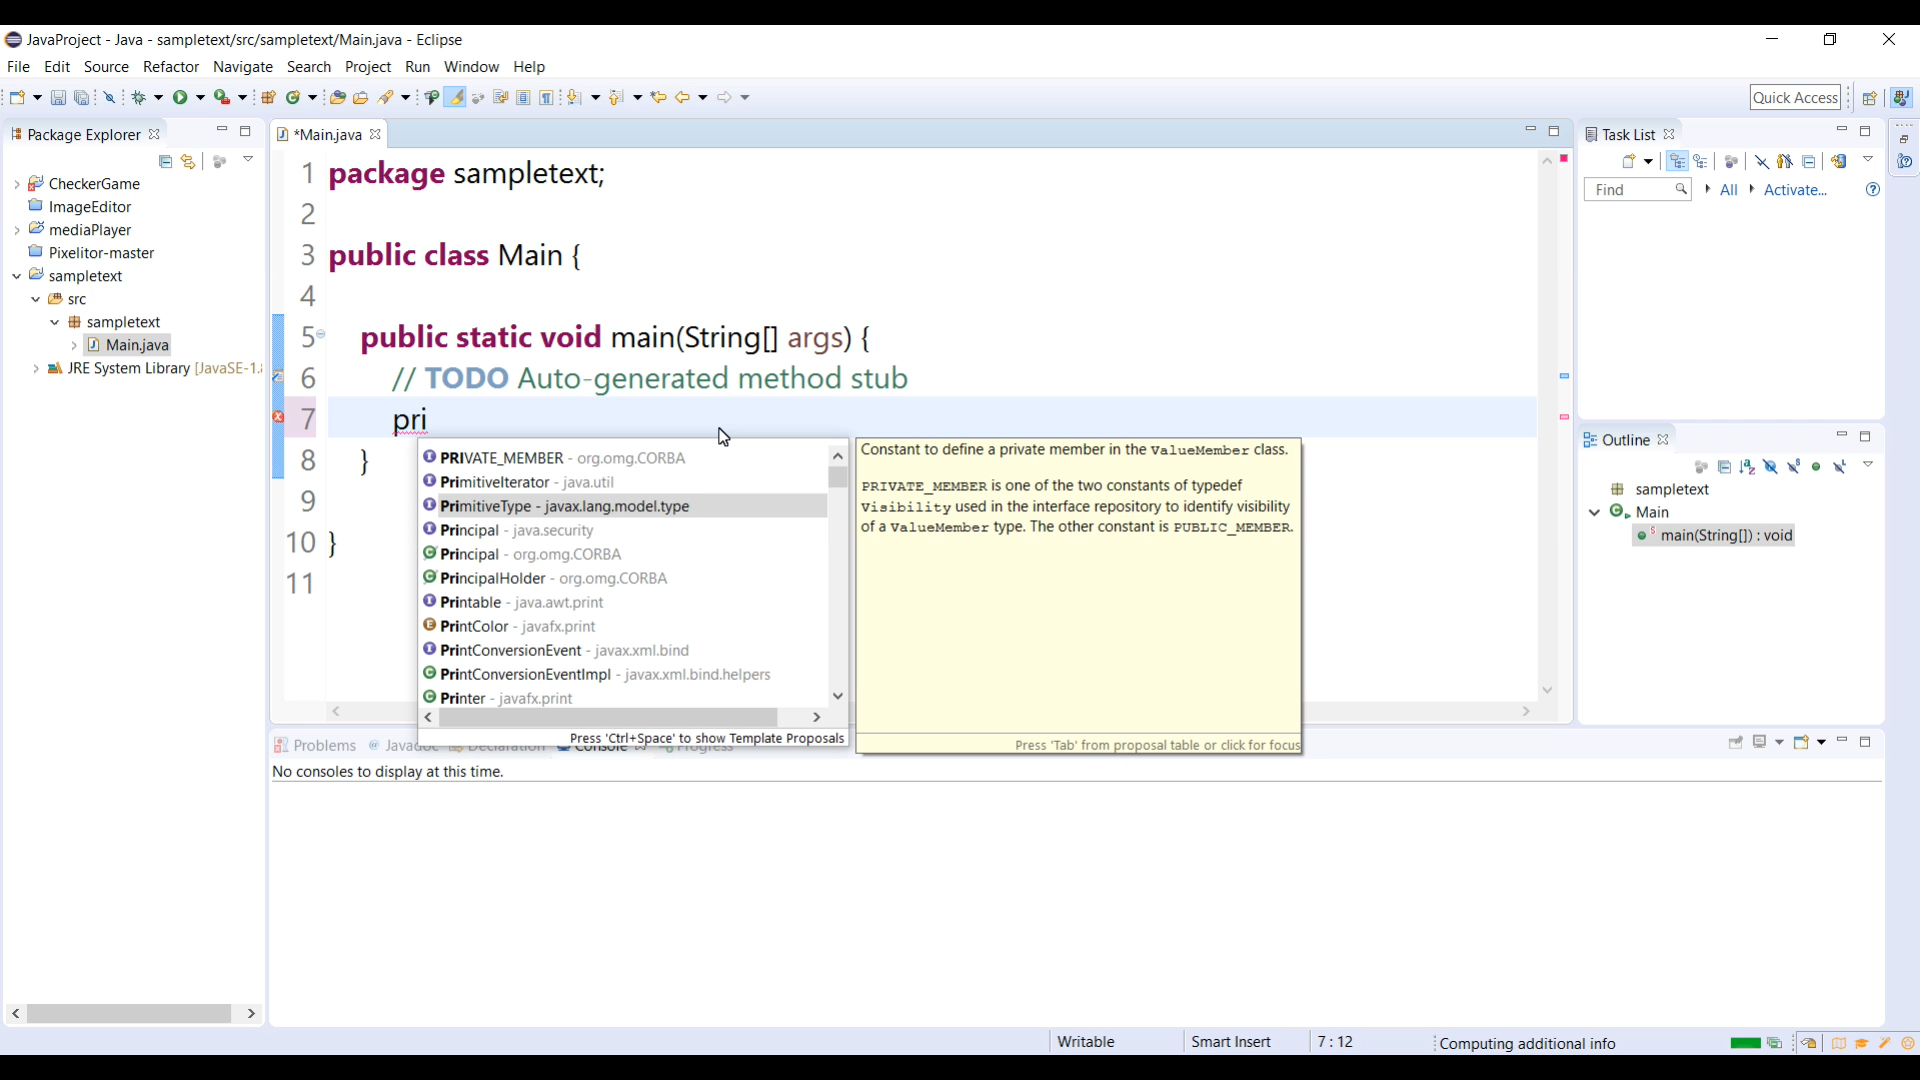 JavaProject - Java - sampletext/src/sampletext/Main.java - Eclipse
File Edit Source Refactor Navigate Search Project Run Window Help
Quick Access
Package Explorer
CheckerGame
ImageEditor
mediaPlayer
Pixelitor-master
sampletext
src
sampletext
Main.java
JRE System Library [JavaSE-1.
*Main.java
1 package sampletext;
2
3 public class Main {
4
5 public static void main(String[] args) {
6 // TODO Auto-generated method stub
7 pri
8 }
9
10 }
11
PRIVATE_MEMBER - org.omg.CORBA
PrimitiveIterator - java.util
PrimitiveType - javax.lang.model.type
Principal - java.security
Principal - org.omg.CORBA
PrincipalHolder - org.omg.CORBA
Printable - java.awt.print
PrintColor - javafx.print
PrintConversionEvent - javax.xml.bind
PrintConversionEventImpl - javax.xml.bind.helpers
Printer - javafx.print
Press 'Ctrl+Space' to show Template Proposals
Constant to define a private member in the ValueMember class.
PRIVATE_MEMBER is one of the two constants of typedef
Visibility used in the interface repository to identify visibility
of a ValueMember type. The other constant is PUBLIC_MEMBER.
Press 'Tab' from proposal table or click for focus
Task List
Find All Activate...
Outline
sampletext
Main
main(String[]) : void
Problems @ Javadoc Declaration Console Progress
No consoles to display at this time.
Writable Smart Insert 7 : 12 Computing additional info